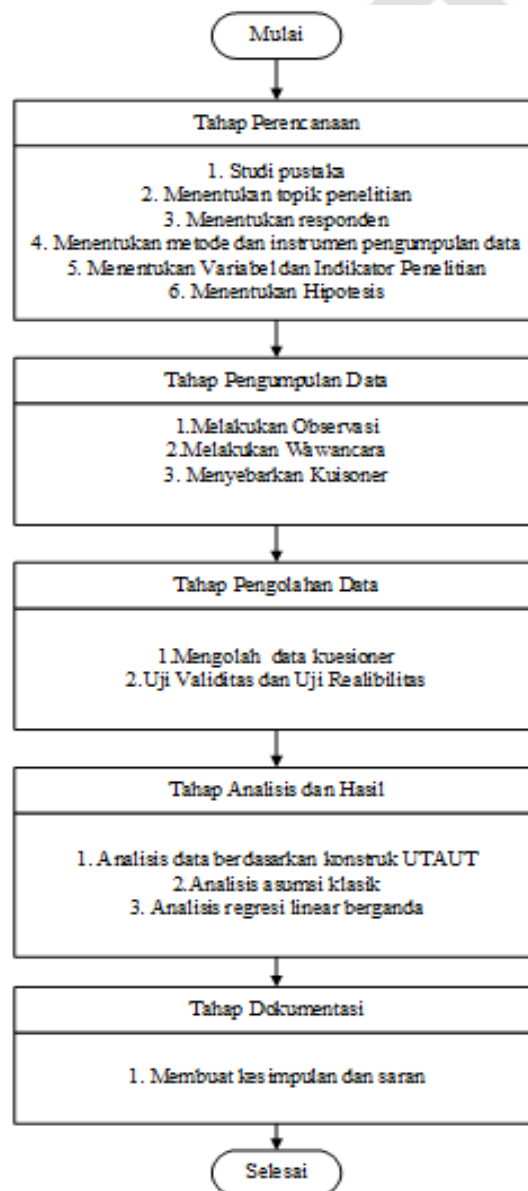 Mulai
Tahap Perencanaan
1. Studi pustaka
2. Menentukan topik penelitian
3. Menentukan responden
4. Menentukan metode dan instrumen pengumpulan data
5. Menentukan Variabel dan Indikator Penelitian
6. Menentukan Hipotesis
Tahap Pengumpulan Data
1.Melakukan Observasi
2.Melakukan Wawancara
3. Menyebarkan Kuisoner
Tahap Pengolahan Data
1.Mengolah data kuesioner
2.Uji Validitas dan Uji Realibilitas
Tahap Analisis dan Hasil
1. Analisis data berdasarkan konstruk UTAUT
2.Analisis asumsi klasik
3. Analisis regresi linear berganda
Tahap Dokumentasi
1. Membuat kesimpulan dan saran
Selesai